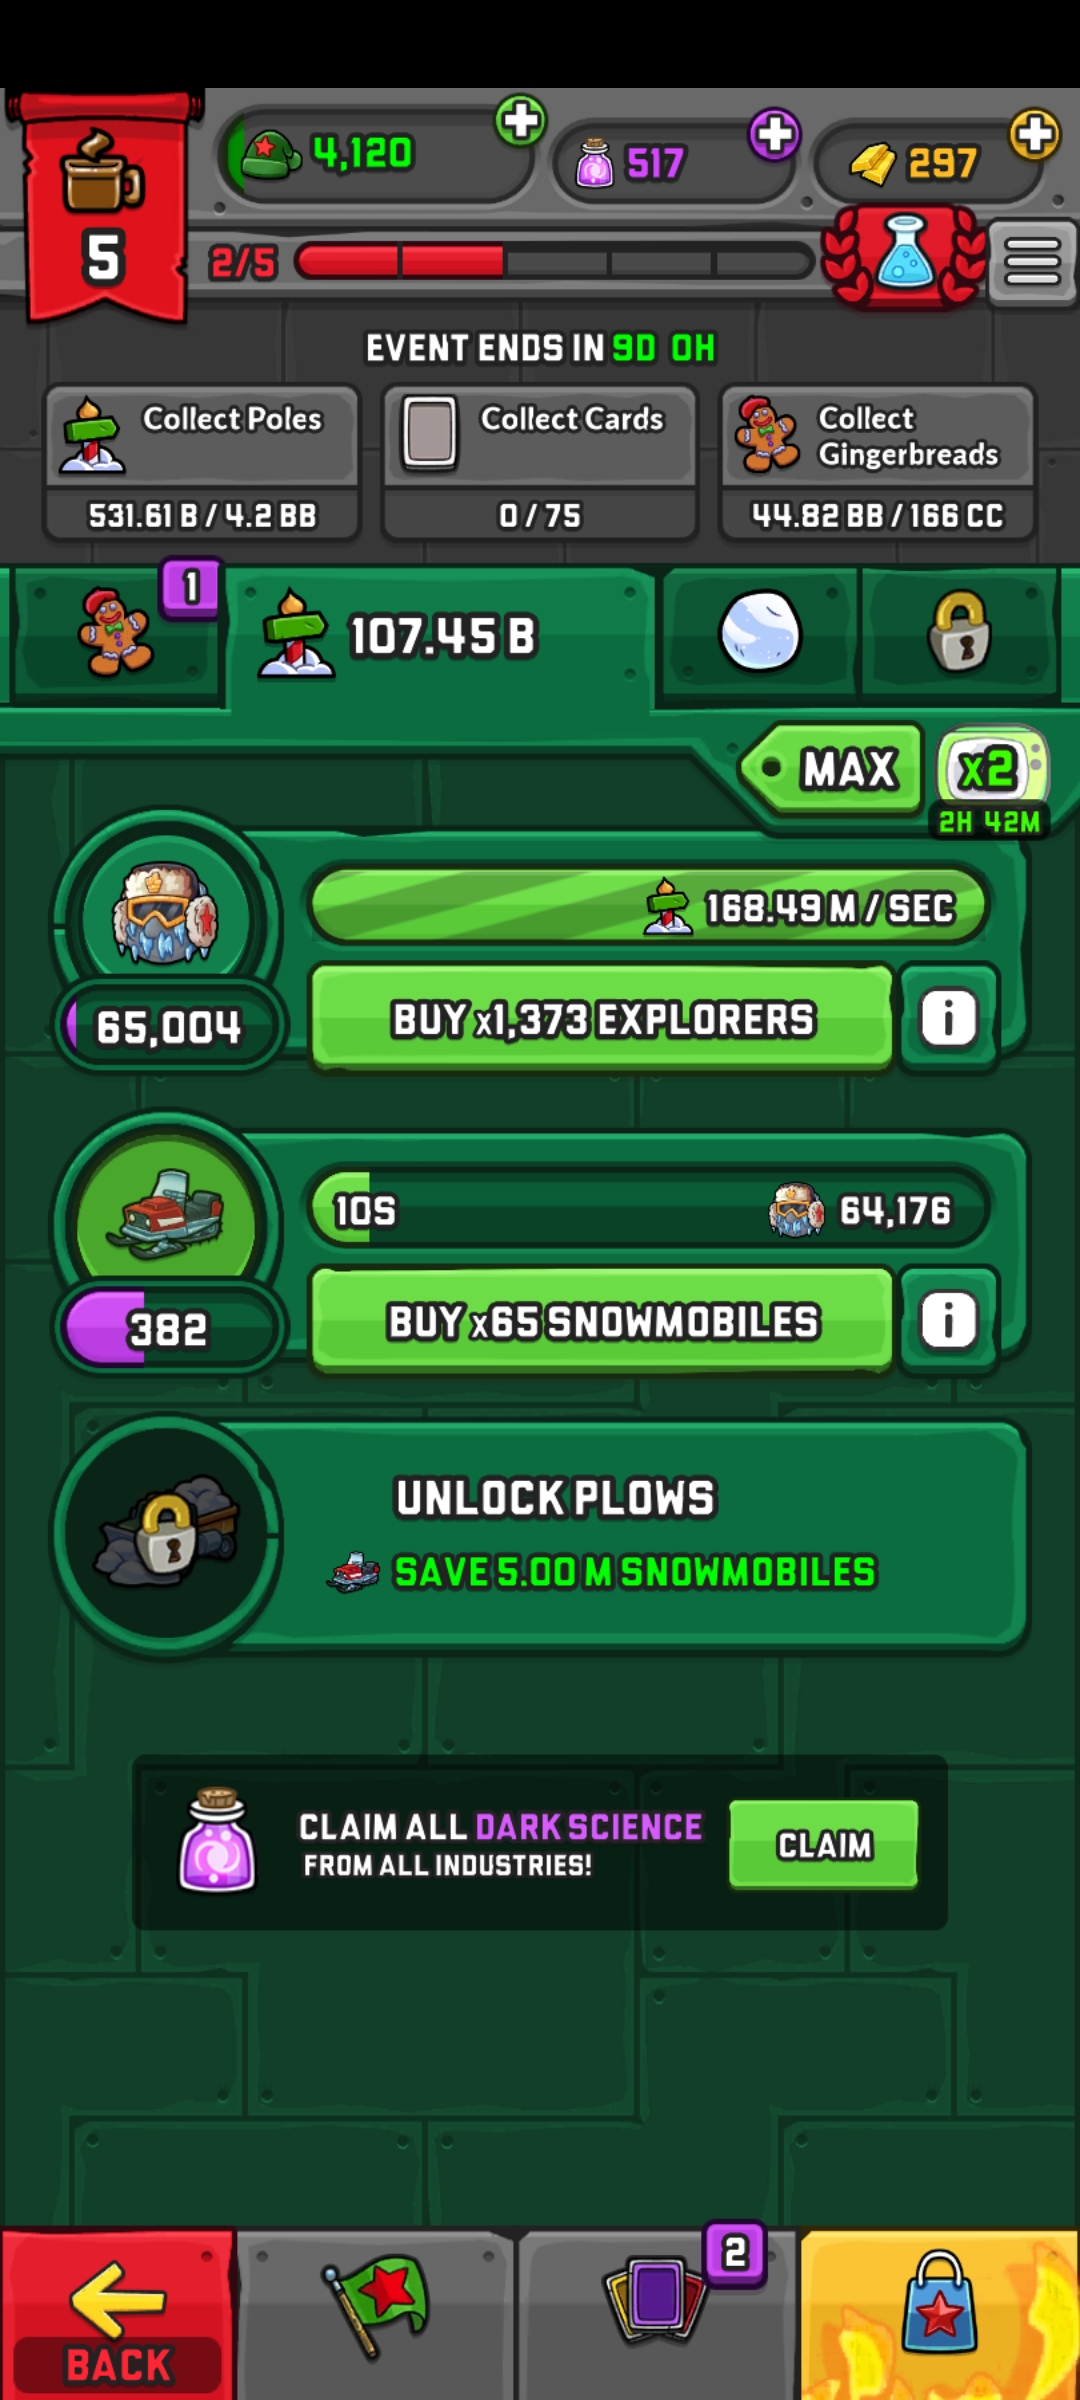 4,120
517
297
5
2/5
EVENT ENDS IN 9D 0H
Collect Poles
531.61 B / 4.2 BB
Collect Cards
0 / 75
Collect
Gingerbreads
44.82 BB / 166 CC
1
107.45 B
MAX
x2
2H 42M
168.49 M / SEC
65,004
BUY x1,373 EXPLORERS
i
10S
64,176
382
BUY x65 SNOWMOBILES
i
UNLOCK PLOWS
SAVE 5.00 M SNOWMOBILES
CLAIM ALL DARK SCIENCE
FROM ALL INDUSTRIES!
CLAIM
2
BACK